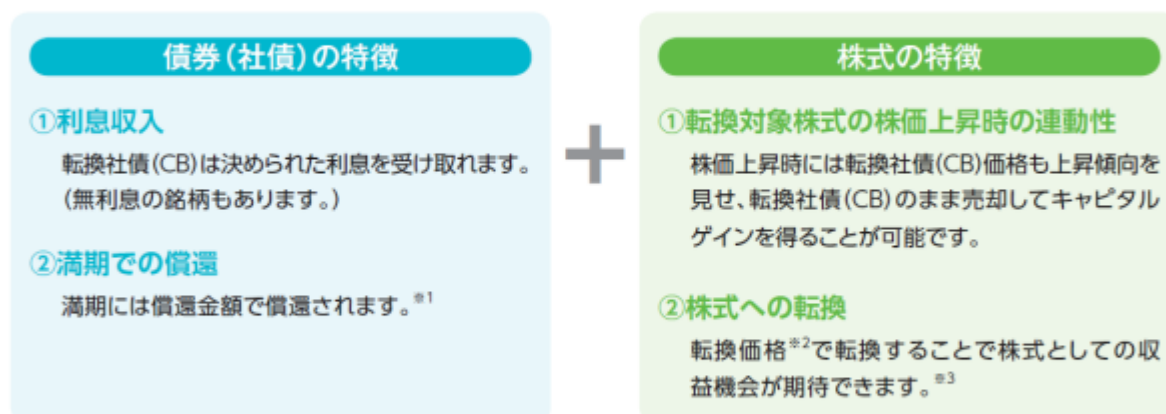 債券(社債)の特徴
①利息収入
転換社債(CB)は決められた利息を受け取れます。
(無利息の銘柄もあります。)
②満期での償還
満期には償還金額で償還されます。※1
+
株式の特徴
①転換対象株式の株価上昇時の連動性
株価上昇時には転換社債(CB)価格も上昇傾向を
見せ、転換社債(CB)のまま売却してキャピタル
ゲインを得ることが可能です。
②株式への転換
転換価格※2で転換することで株式としての収
益機会が期待できます。※3